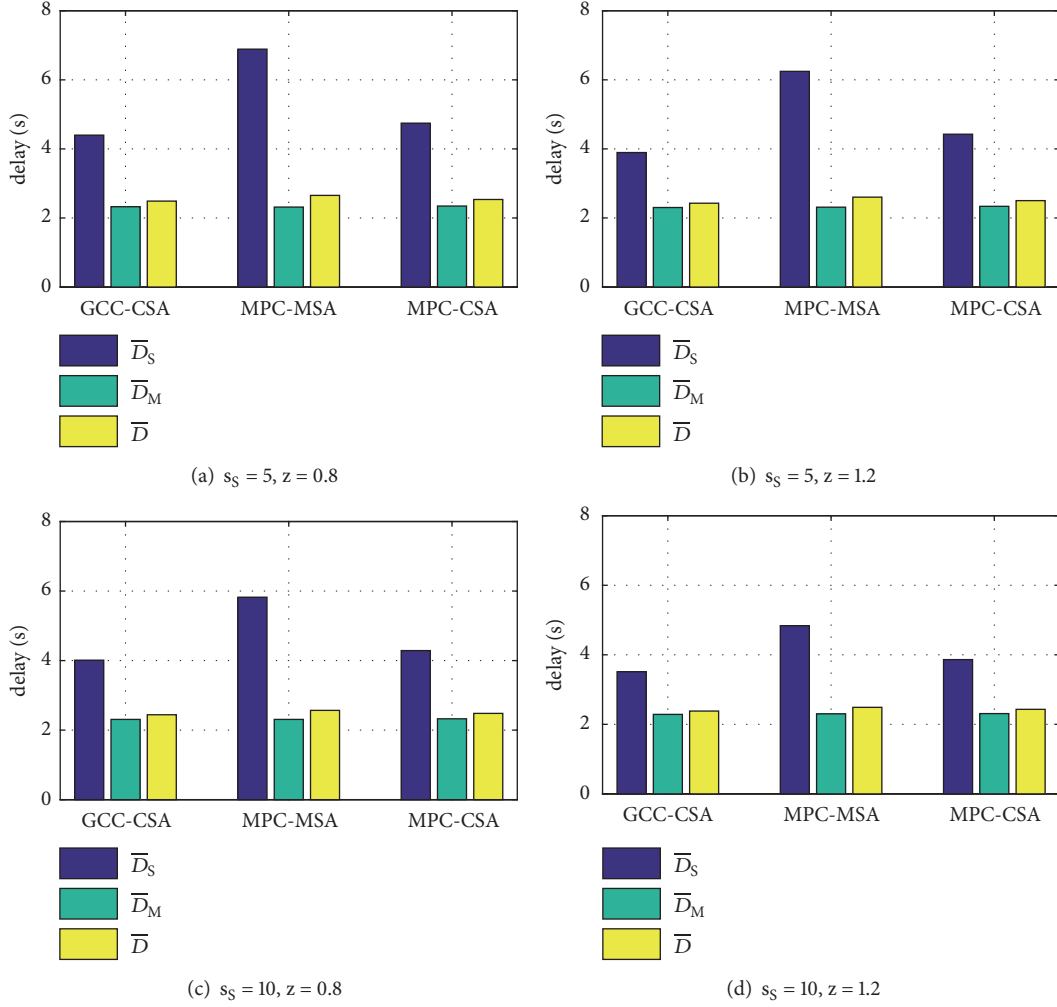 8
6
4
2
0
delay (s)
GCC-CSA MPC-MSA MPC-CSA
D̅S
D̅M
D̅
(a) sS = 5, z = 0.8
8
6
4
2
0
delay (s)
GCC-CSA MPC-MSA MPC-CSA
D̅S
D̅M
D̅
(b) sS = 5, z = 1.2
8
6
4
2
0
delay (s)
GCC-CSA MPC-MSA MPC-CSA
D̅S
D̅M
D̅
(c) sS = 10, z = 0.8
8
6
4
2
0
delay (s)
GCC-CSA MPC-MSA MPC-CSA
D̅S
D̅M
D̅
(d) sS = 10, z = 1.2